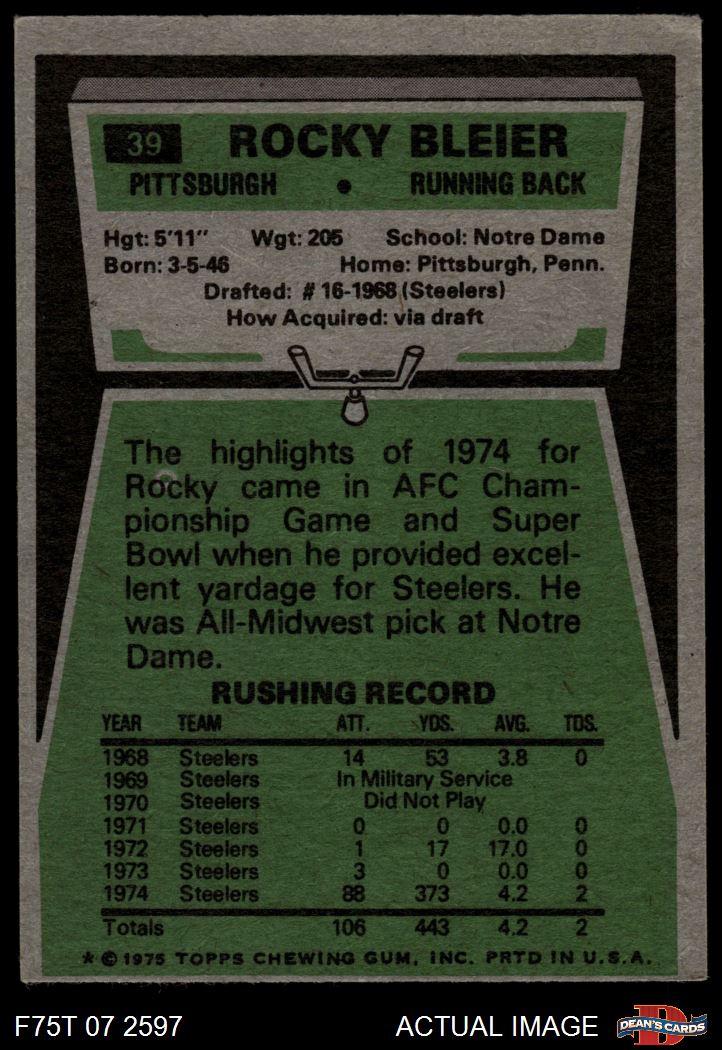 39 ROCKY BLEIER
PITTSBURGH • RUNNING BACK
Hgt: 5'11" Wgt: 205 School: Notre Dame
Born: 3-5-46 Home: Pittsburgh, Penn.
Drafted: # 16-1968 (Steelers)
How Acquired: via draft
The highlights of 1974 for
Rocky came in AFC Cham-
pionship Game and Super
Bowl when he provided excel-
lent yardage for Steelers. He
was All-Midwest pick at Notre
Dame.
RUSHING RECORD
YEAR TEAM ATT. YDS. AVG. TDS.
1968 Steelers 14 53 3.8 0
1969 Steelers In Military Service
1970 Steelers Did Not Play
1971 Steelers 0 0 0.0 0
1972 Steelers 1 17 17.0 0
1973 Steelers 3 0 0.0 0
1974 Steelers 88 373 4.2 2
Totals 106 443 4.2 2
* © 1975 TOPPS CHEWING GUM, INC. PRTD IN U.S.A.
F75T 07 2597 ACTUAL IMAGE D DEAN'S CARDS